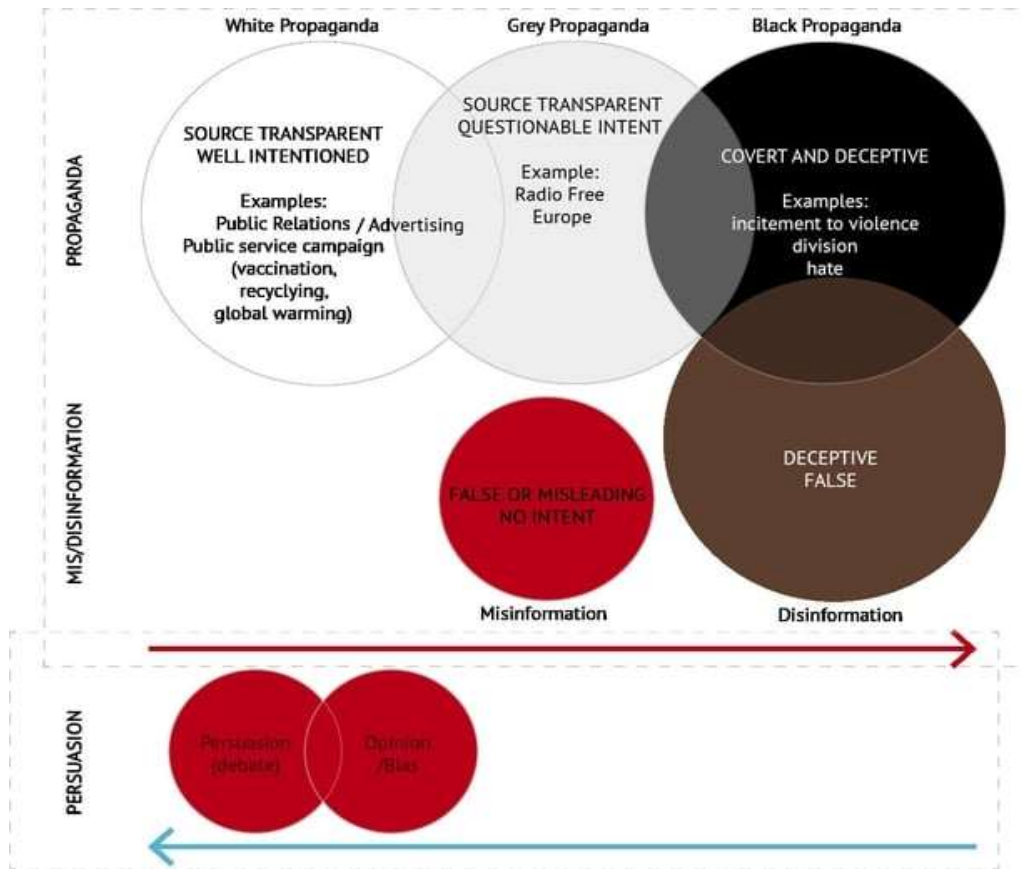 White Propaganda
Grey Propaganda
Black Propaganda
PROPAGANDA
SOURCE TRANSPARENT
WELL INTENTIONED
Examples:
Public Relations / Advertising
Public service campaign
(vaccination,
recyclying,
global warming)
SOURCE TRANSPARENT
QUESTIONABLE INTENT
Example:
Radio Free
Europe
COVERT AND DECEPTIVE
Examples:
incitement to violence
division
hate
MIS/DISINFORMATION
FALSE OR MISLEADING
NO INTENT
Misinformation
DECEPTIVE
FALSE
Disinformation
PERSUASION
Persuasion
(debate)
Opinion
/Bias